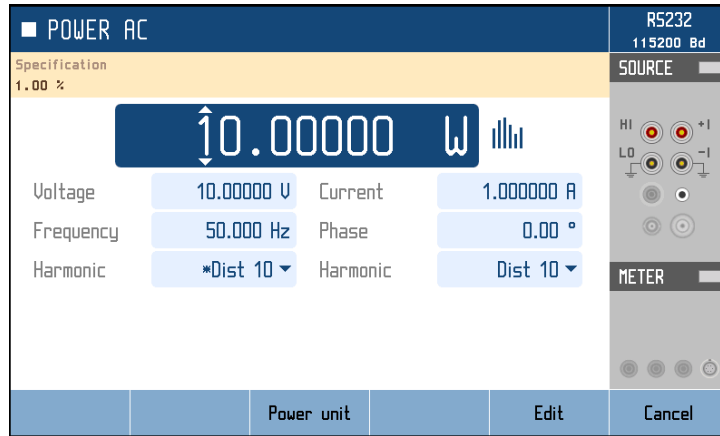 POWER AC
RS232
115200 Bd
Specification
1.00 %
SOURCE
10.00000 W
HI +I
LO -I
Voltage 10.00000 V Current 1.000000 A
Frequency 50.000 Hz Phase 0.00 °
Harmonic *Dist 10 Harmonic Dist 10
METER
Power unit Edit Cancel